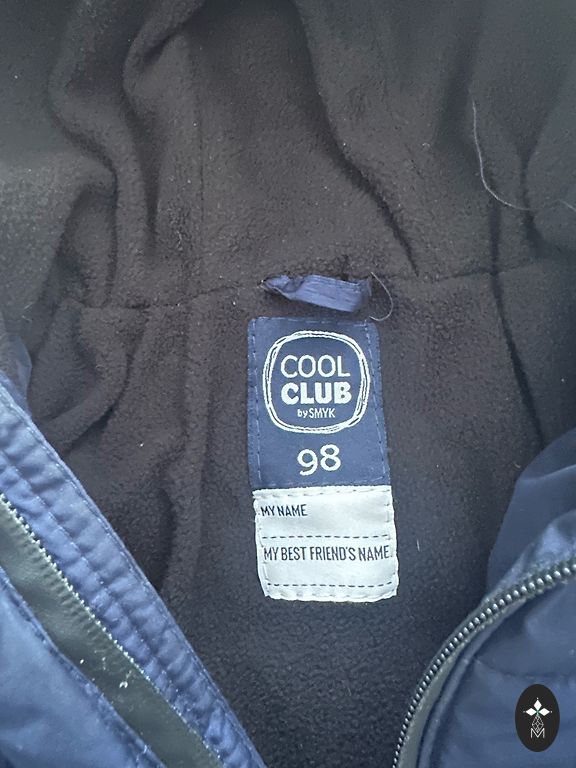 COOL
CLUB
by SMYK
98
MY NAME
MY BEST FRIEND'S NAME
M